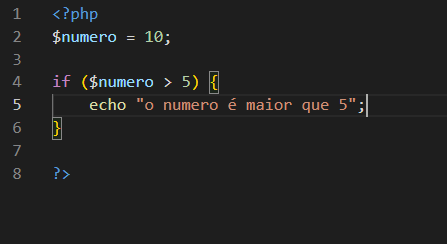 1 <?php
2 $numero = 10;
3
4 if ($numero > 5) {
5 echo "o numero é maior que 5";
6 }
7
8 ?>